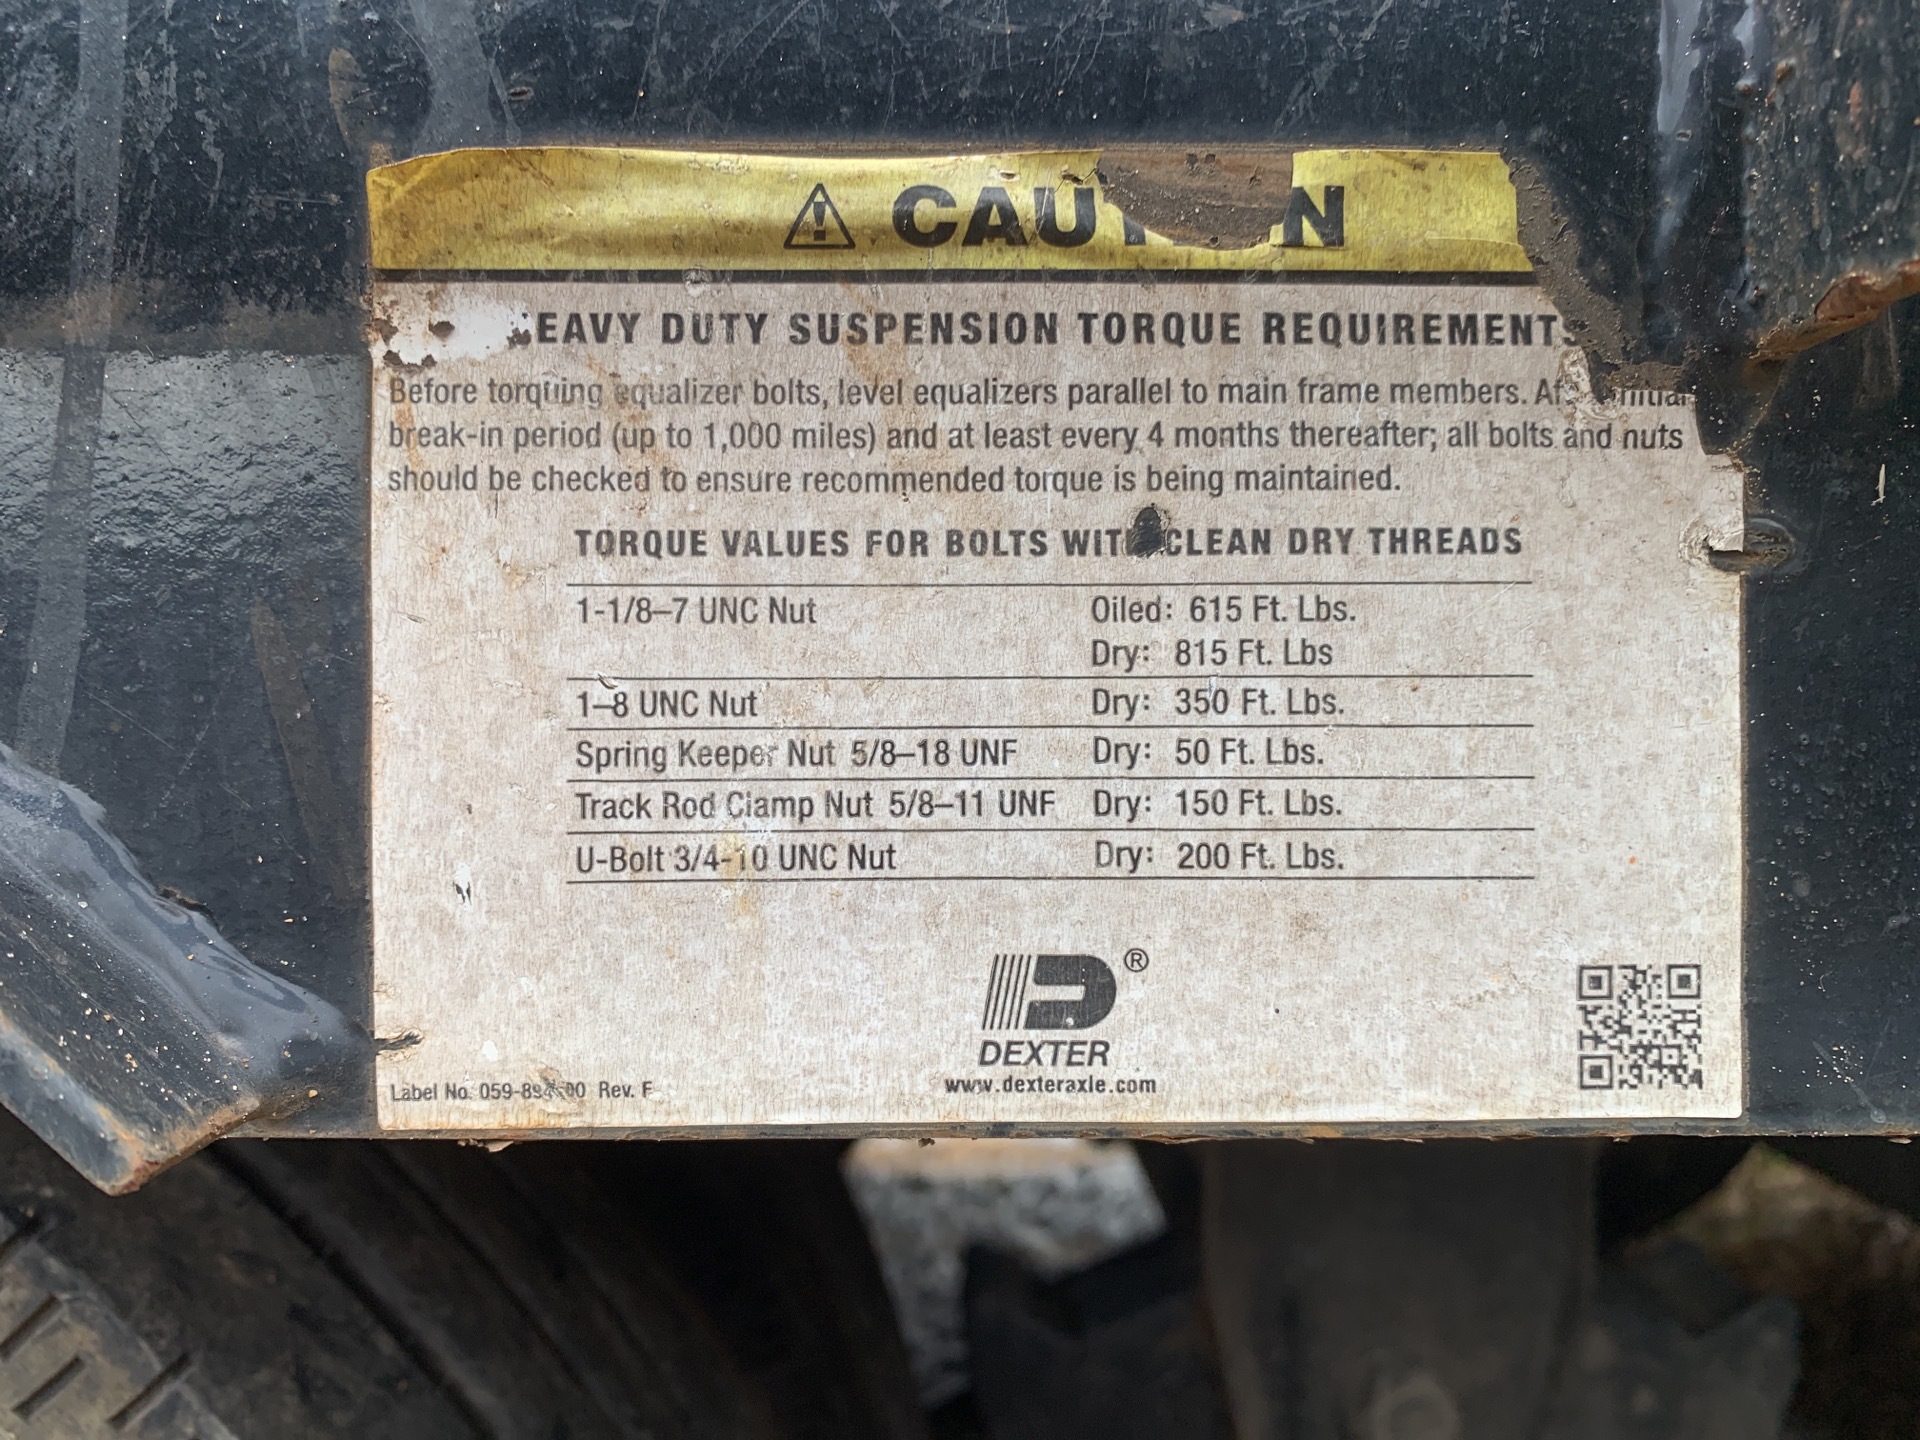 HEAVY DUTY SUSPENSION TORQUE REQUIREMENTS
Before torquing equalizer bolts, level equalizers parallel to main frame members. initial
break-in period (up to 1,000 miles) and at least every 4 months thereafter; all bolts and nuts
should be checked to ensure recommended torque is being maintained.
TORQUE VALUES FOR BOLTS WITH CLEAN DRY THREADS
1-1/8–7 UNC Nut Oiled: 615 Ft. Lbs.
Dry: 815 Ft. Lbs
1–8 UNC Nut Dry: 350 Ft. Lbs.
Spring Keeper Nut 5/8–18 UNF Dry: 50 Ft. Lbs.
Track Rod Clamp Nut 5/8–11 UNF Dry: 150 Ft. Lbs.
U-Bolt 3/4-10 UNC Nut Dry: 200 Ft. Lbs.
®
DEXTER
www.dexteraxle.com
Label No. Rev. F